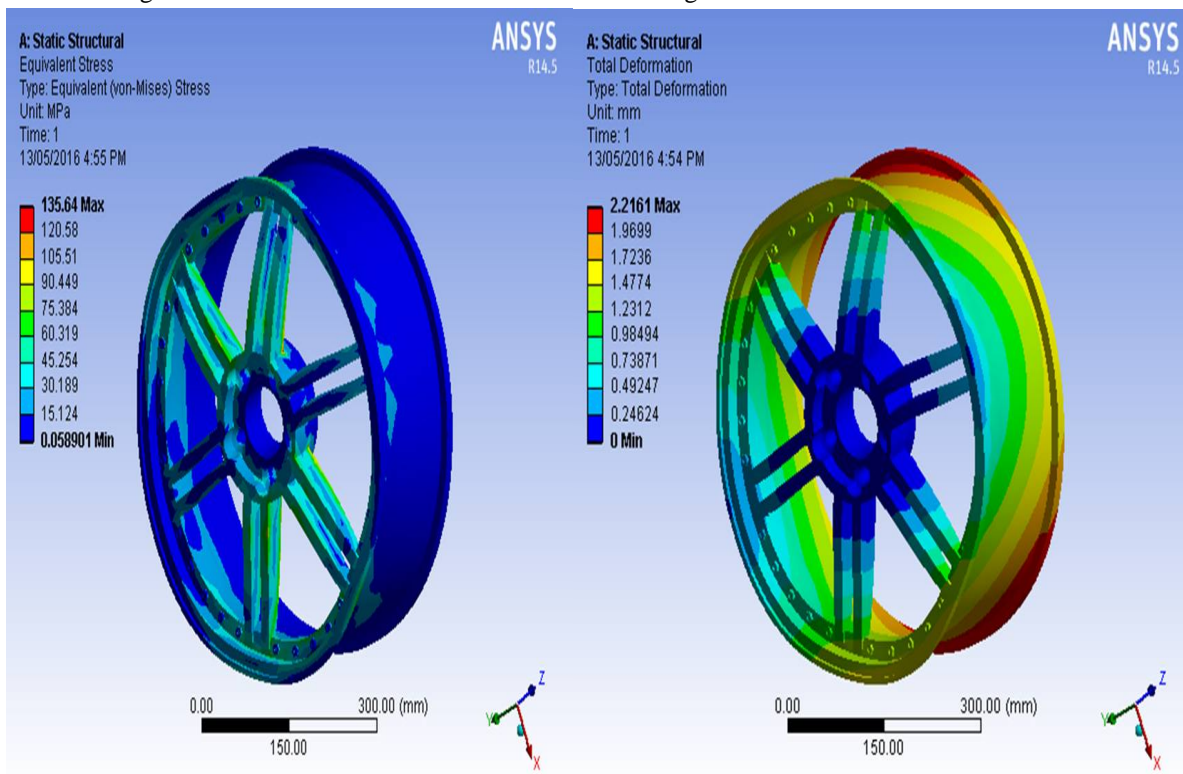 A: Static Structural
Equivalent Stress
Type: Equivalent (von-Mises) Stress
Unit: MPa
Time: 1
13/05/2016 4:55 PM
ANSYS
R14.5
135.64 Max
120.58
105.51
90.449
75.384
60.319
45.254
30.189
15.124
0.058901 Min
0.00
300.00 (mm)
150.00
Z
Y
X
A: Static Structural
Total Deformation
Type: Total Deformation
Unit: mm
Time: 1
13/05/2016 4:54 PM
ANSYS
R14.5
2.2161 Max
1.9699
1.7236
1.4774
1.2312
0.98494
0.73871
0.49247
0.24624
0 Min
0.00
300.00 (mm)
150.00
Z
Y
X